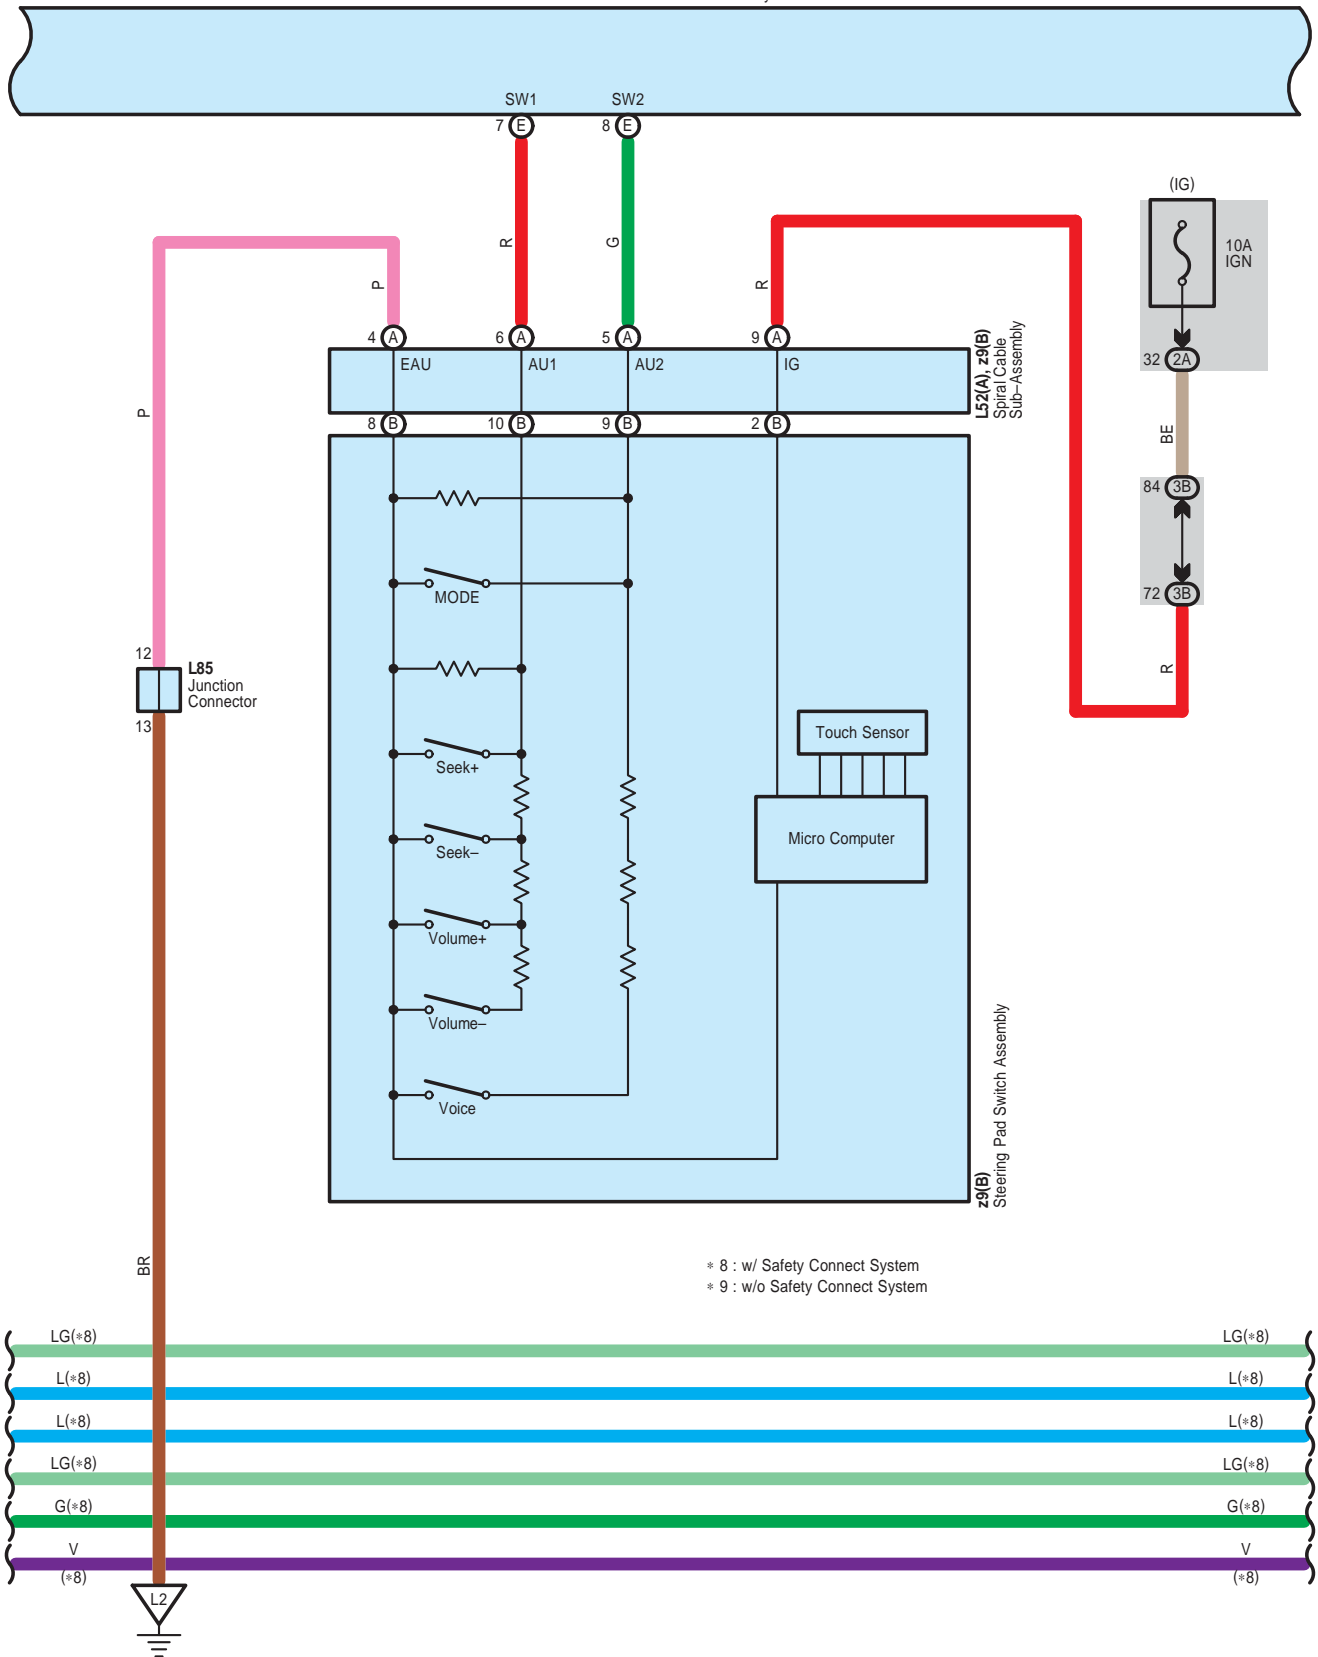 SW1 SW2
7 E 8 E
(IG)
10A
IGN
R G
P R
4 A 6 A 5 A 9 A
32 2A
EAU AU1 AU2 IG
L52(A), z9(B)
Spiral Cable
Sub–Assembly
P
8 B 10 B 9 B 2 B
BE
84 3B
MODE
72 3B
12
L85
Junction
Connector
13
R
Touch Sensor
Seek+
Micro Computer
Seek–
Volume+
Volume–
Voice
z9(B)
Steering Pad Switch Assembly
BR
∗ 8 : w/ Safety Connect System
∗ 9 : w/o Safety Connect System
LG(∗8) LG(∗8)
L(∗8) L(∗8)
L(∗8) L(∗8)
LG(∗8) LG(∗8)
G(∗8) G(∗8)
V V
(∗8) (∗8)
L2